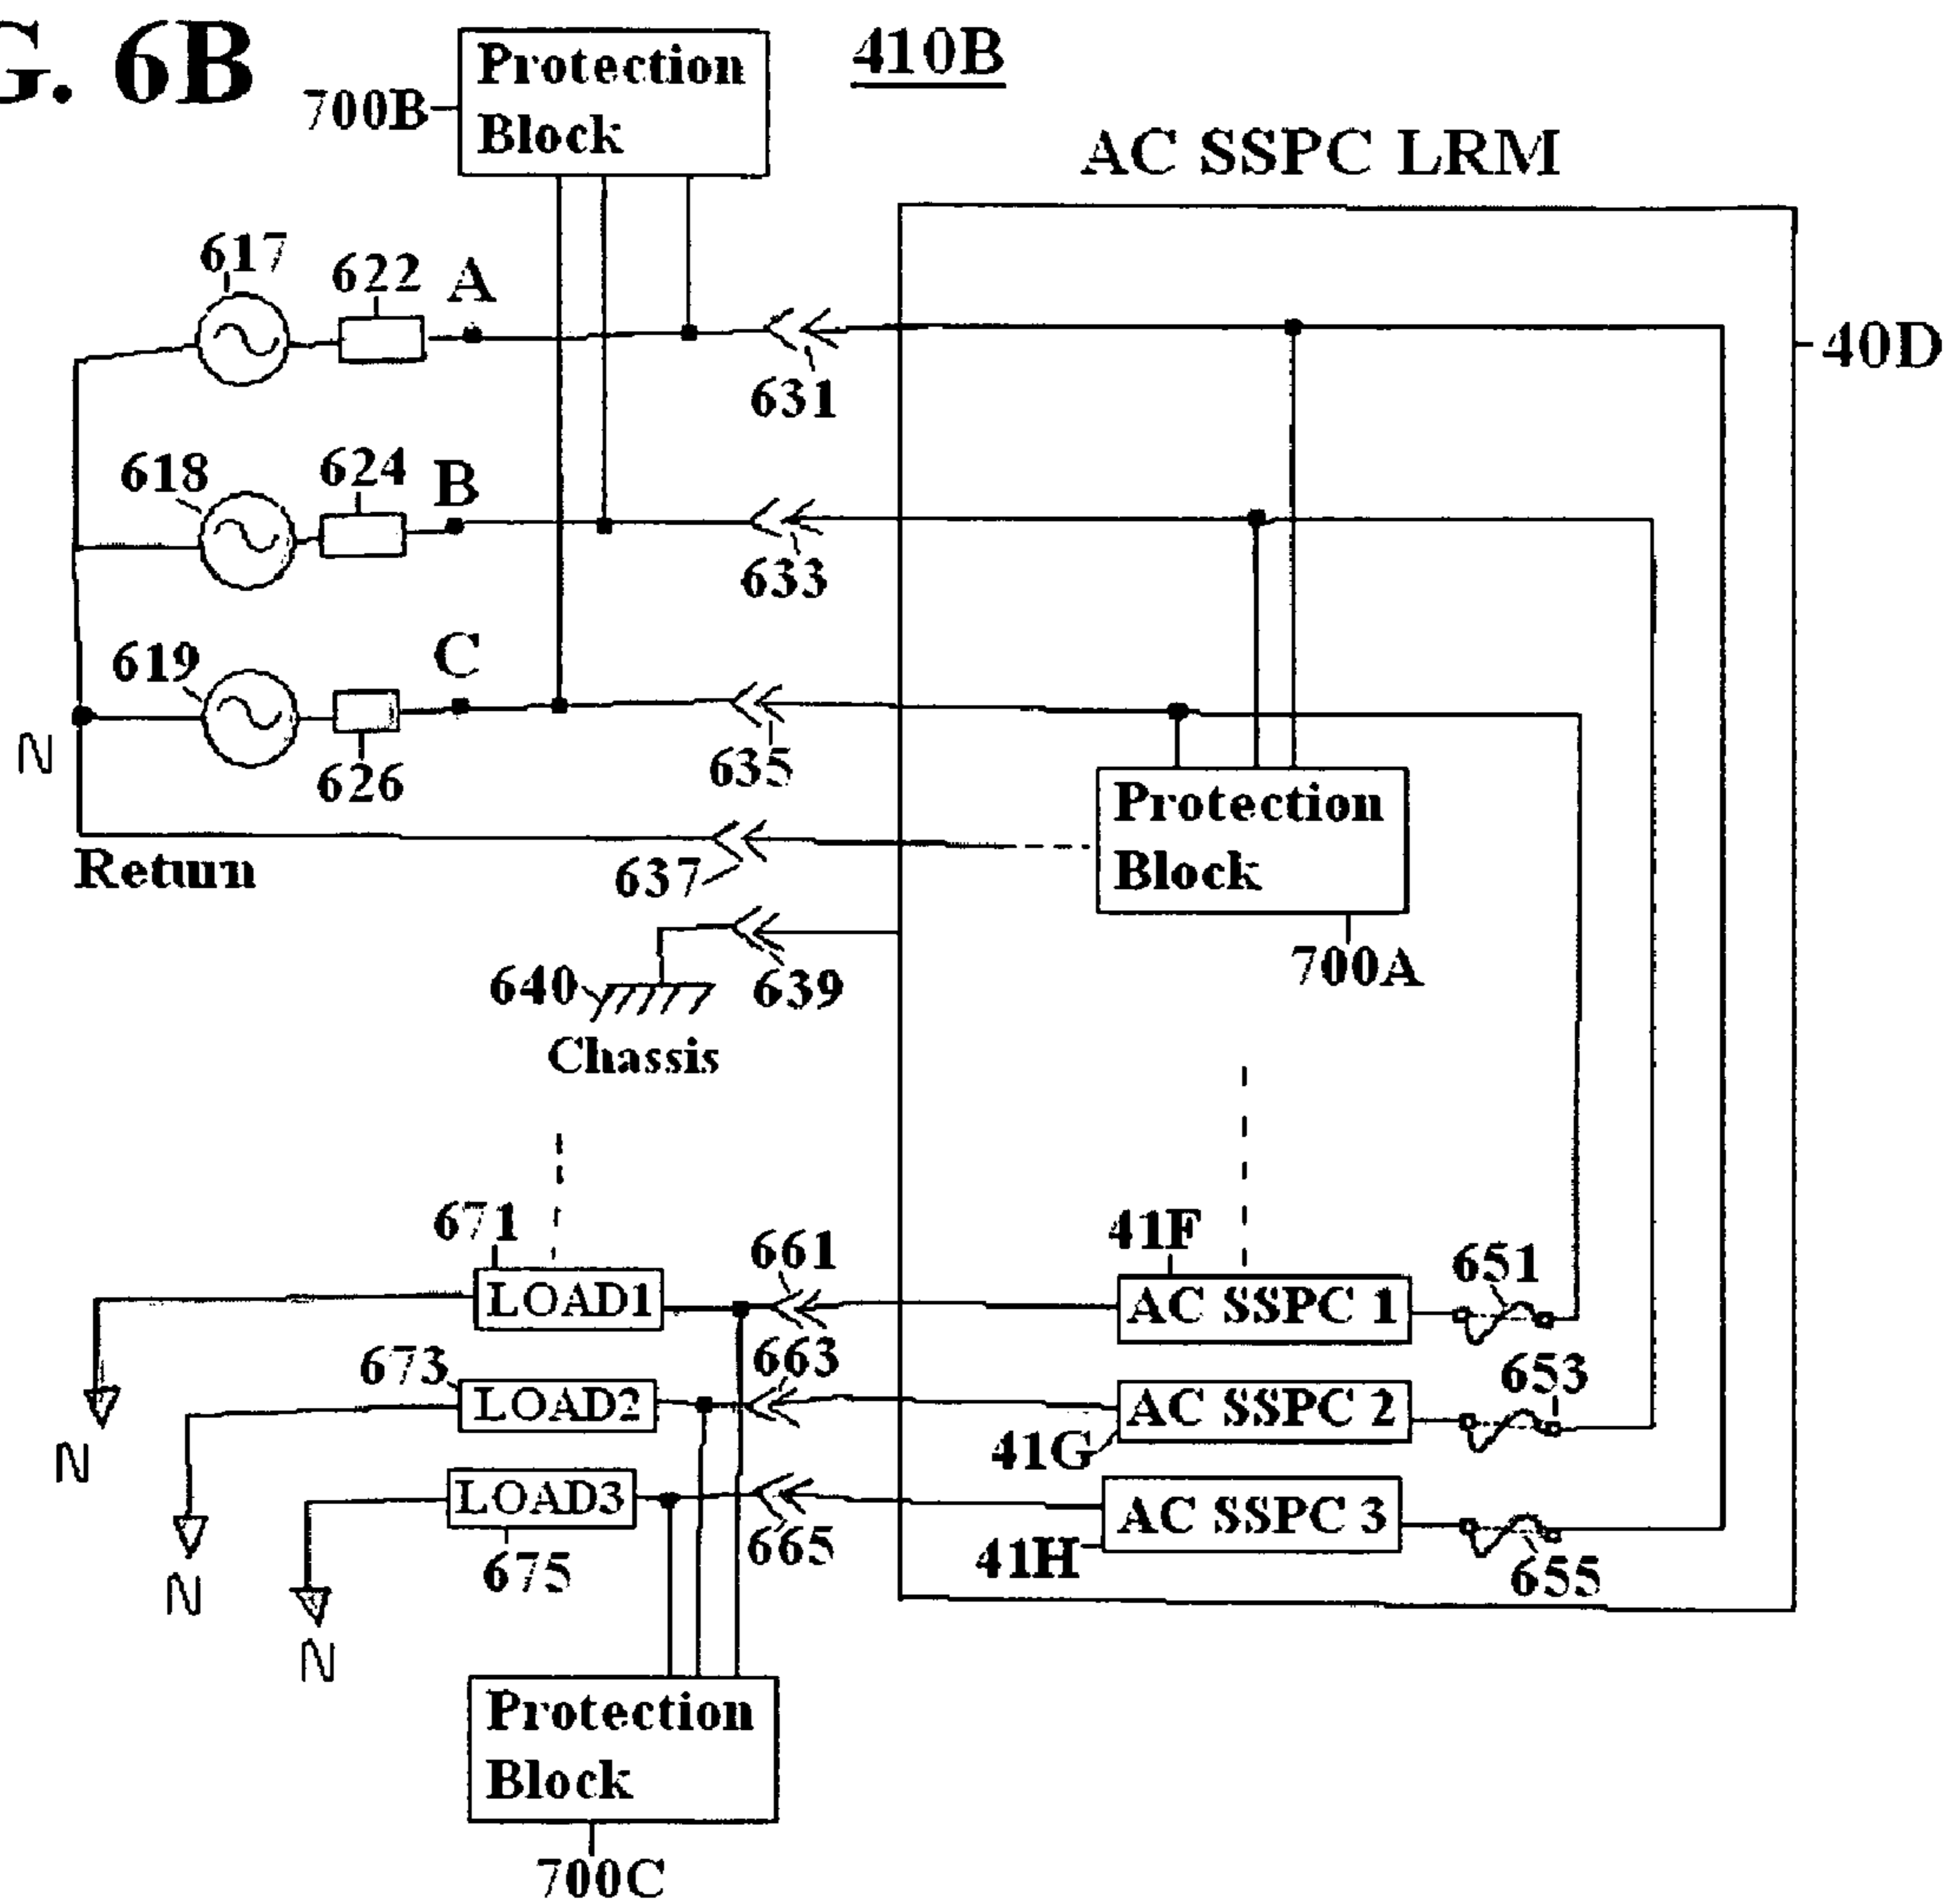 G. 6B
410B
Protection
Block
700B
AC SSPC LRM
617
622
A
631
40D
618
624
B
633
619
C
626
635
N
Return
637
Protection
Block
700A
640
639
Chassis
671
661
41F
651
LOAD1
AC SSPC 1
673
663
653
LOAD2
AC SSPC 2
N
41G
LOAD3
AC SSPC 3
675
665
41H
655
N
N
Protection
Block
700C